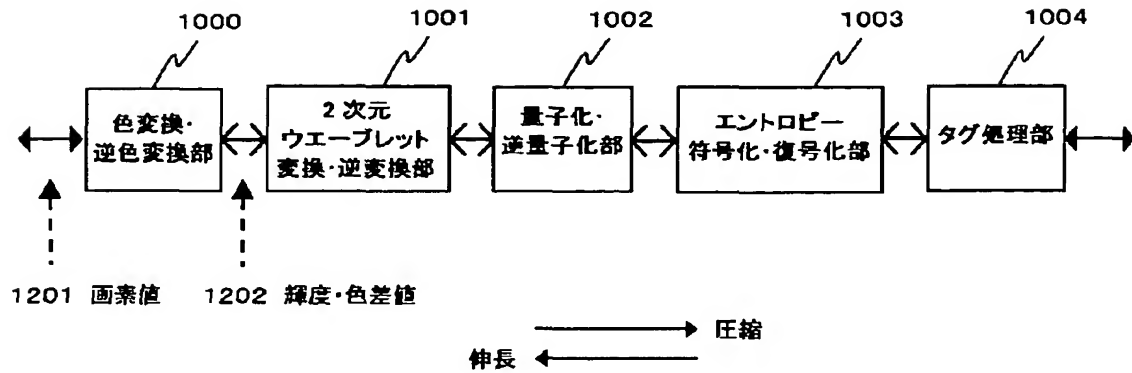 1000
1001
1002
1003
1004
色変換・
逆色変換部
2次元
ウエーブレット
変換・逆変換部
量子化・
逆量子化部
エントロピー
符号化・復号化部
タグ処理部
1201 画素値
1202 輝度・色差値
圧縮
伸長